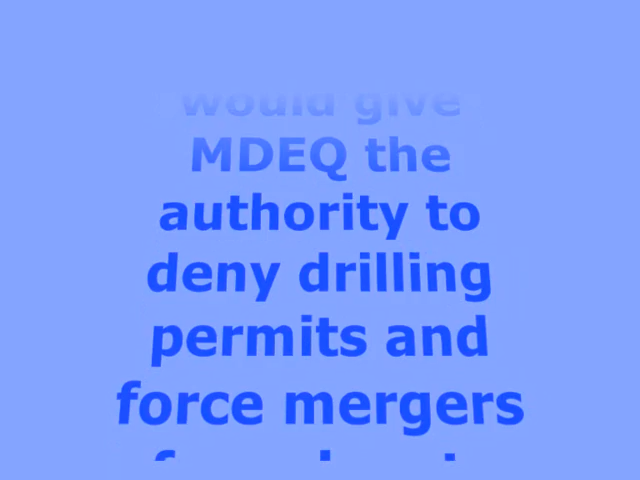 would give
MDEQ the
authority to
deny drilling
permits and
force mergers